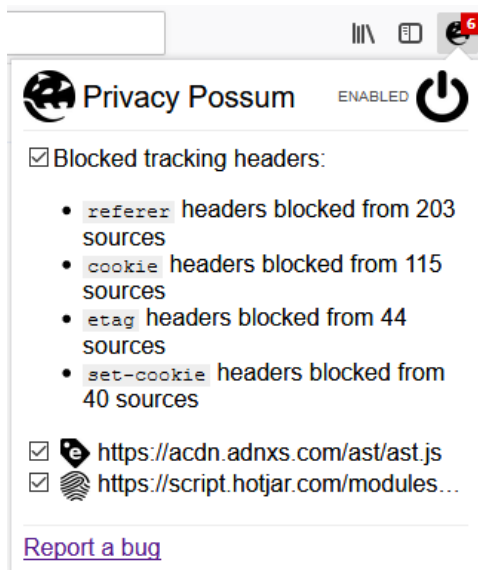 6
Privacy Possum
ENABLED
Blocked tracking headers:
referer headers blocked from 203
sources
cookie headers blocked from 115
sources
etag headers blocked from 44
sources
set-cookie headers blocked from
40 sources
e https://acdn.adnxs.com/ast/ast.js
https://script.hotjar.com/modules...
Report a bug